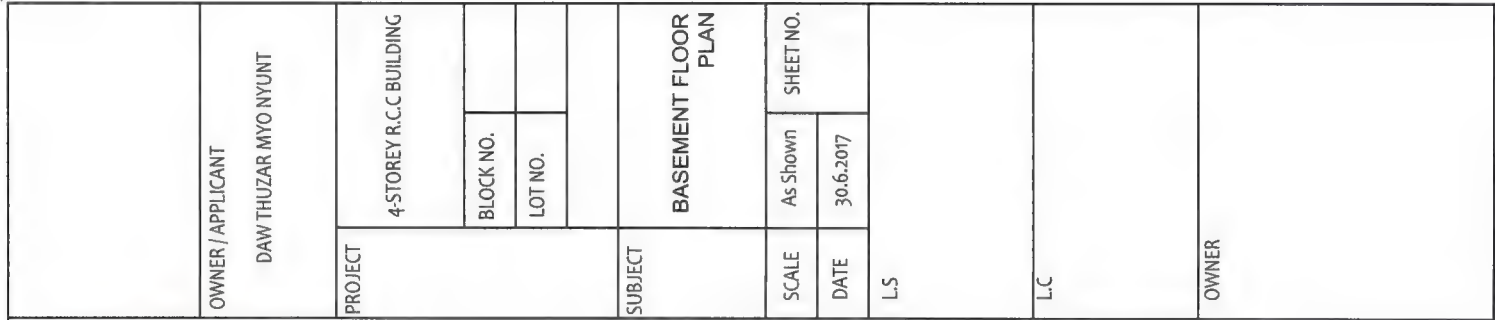 OWNER / APPLICANT
DAW THUZAR MYO NYUNT
PROJECT
4-STOREY R.C.C BUILDING
BLOCK NO.
LOT NO.
SUBJECT
BASEMENT FLOOR
PLAN
SCALE
As Shown
SHEET NO.
DATE
30.6.2017
L.S
L.C
OWNER